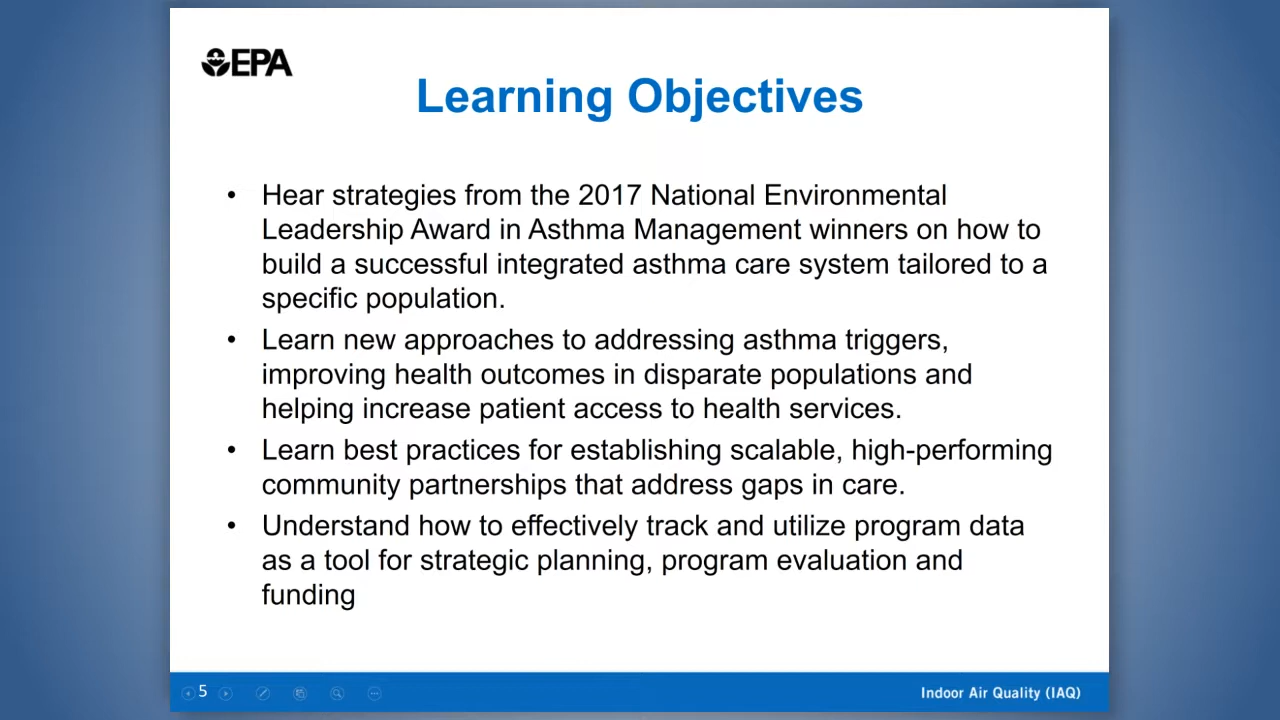 EPA
Learning Objectives
• Hear strategies from the 2017 National Environmental
Leadership Award in Asthma Management winners on how to
build a successful integrated asthma care system tailored to a
specific population.
• Learn new approaches to addressing asthma triggers,
improving health outcomes in disparate populations and
helping increase patient access to health services.
• Learn best practices for establishing scalable, high-performing
community partnerships that address gaps in care.
• Understand how to effectively track and utilize program data
as a tool for strategic planning, program evaluation and
funding
5
Indoor Air Quality (IAQ)